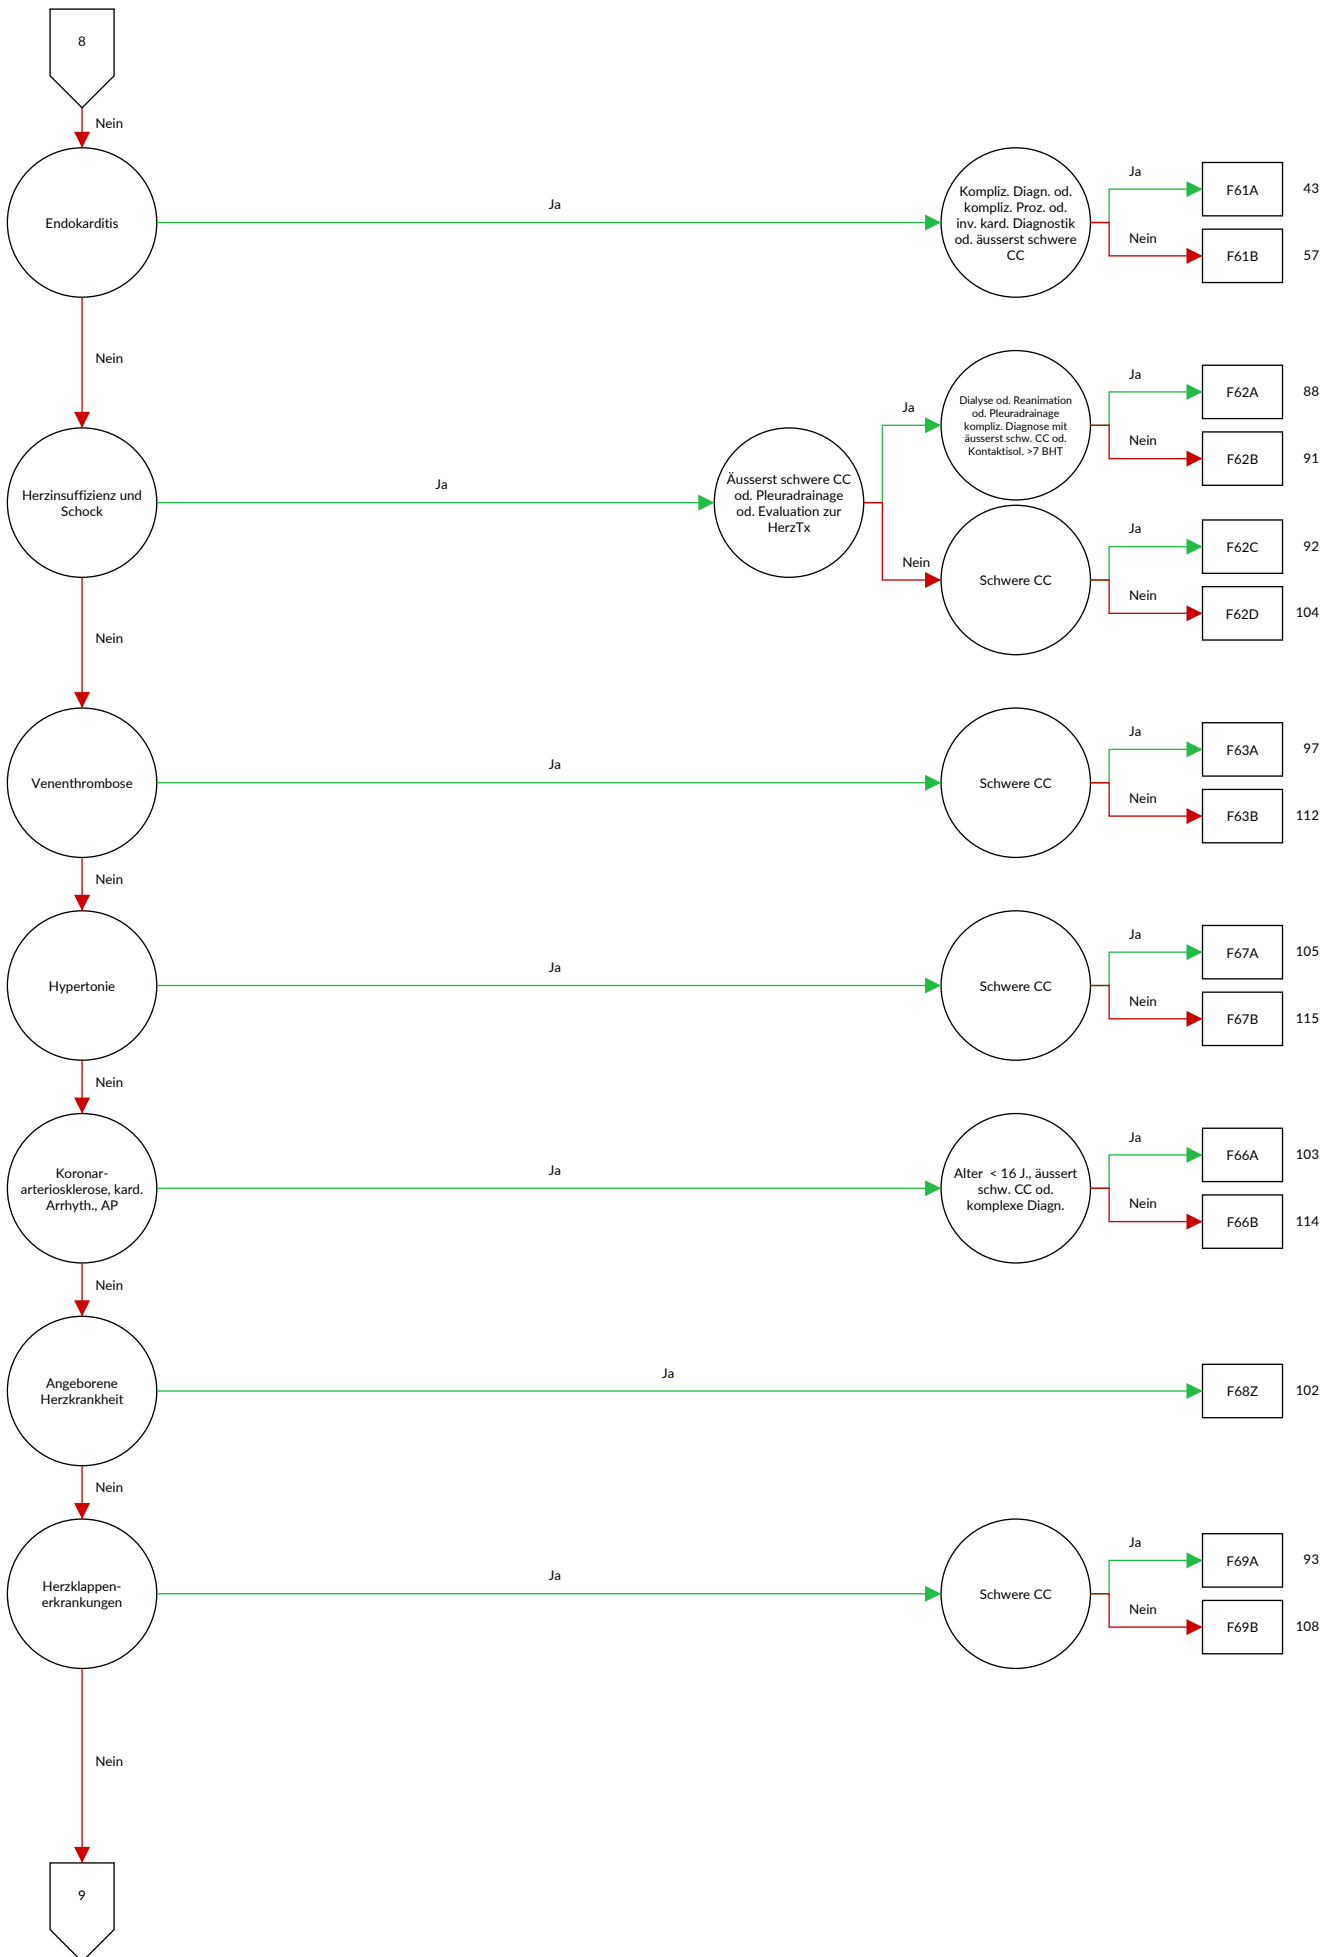 8
Nein
Endokarditis
Ja
Kompliz. Diagn. od.
kompliz. Proz. od.
inv. kard. Diagnostik
od. äusserst schwere
CC
Ja
F61A
43
Nein
F61B
57
Nein
Herzinsuffizienz und
Schock
Ja
Äusserst schwere CC
od. Pleuradrainage
od. Evaluation zur
HerzTx
Ja
Dialyse od. Reanimation
od. Pleuradrainage
kompliz. Diagnose mit
äusserst schw. CC od.
Kontaktisol. >7 BHT
Ja
F62A
88
Nein
F62B
91
Nein
Schwere CC
Ja
F62C
92
Nein
F62D
104
Nein
Venenthrombose
Ja
Schwere CC
Ja
F63A
97
Nein
F63B
112
Nein
Hypertonie
Ja
Schwere CC
Ja
F67A
105
Nein
F67B
115
Nein
Koronar-
arteriosklerose, kard.
Arrhyth., AP
Ja
Alter < 16 J., äussert
schw. CC od.
komplexe Diagn.
Ja
F66A
103
Nein
F66B
114
Nein
Angeborene
Herzkrankheit
Ja
F68Z
102
Nein
Herzklappen-
erkrankungen
Ja
Schwere CC
Ja
F69A
93
Nein
F69B
108
Nein
9